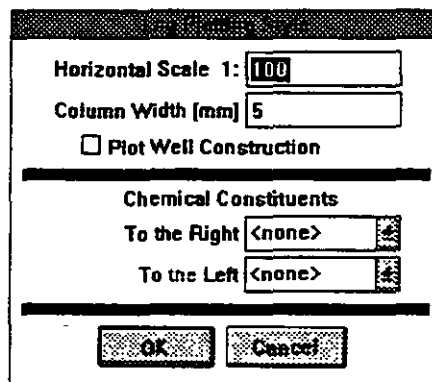 Horizontal Scale 1: 100
Column Width [mm] 5
Plot Well Construction
Chemical Constituents
To the Right <none>
To the Left <none>
OK Cancel